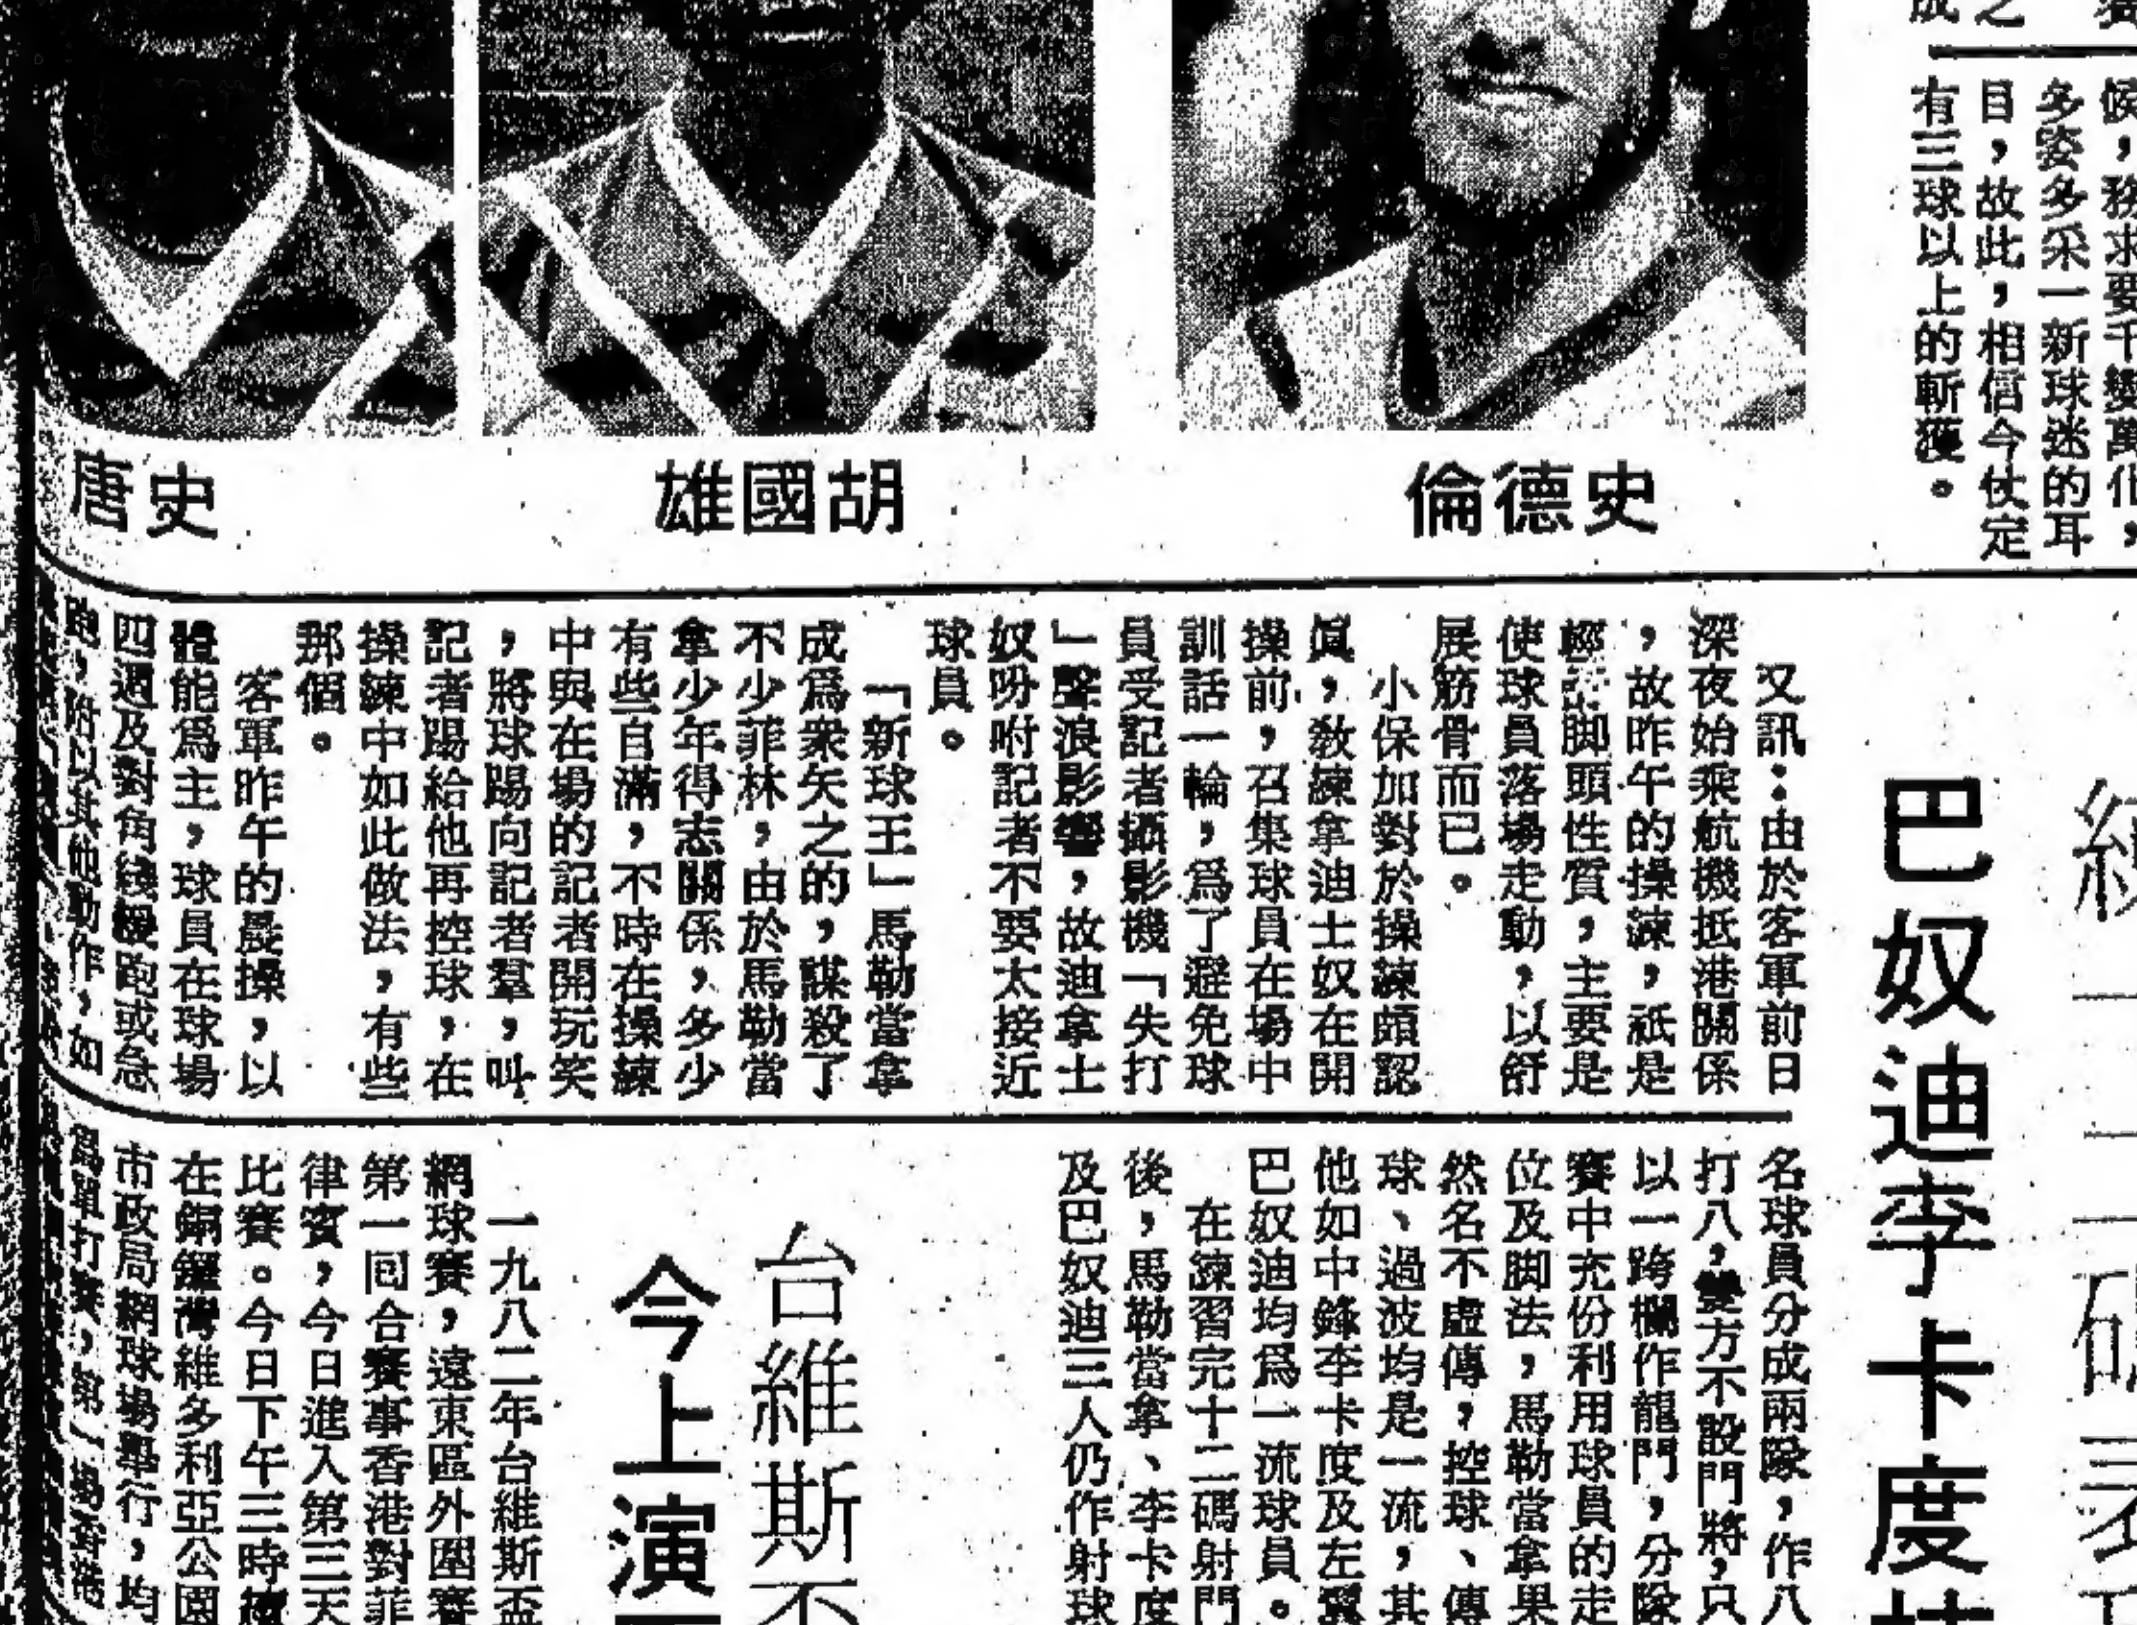 候，務求要千變萬化，
多姿多采一新球迷的耳
目，故此，相信今仗定
有三球以上的斬獲。
史德倫
胡國雄
史唐
巴奴迪李卡度
又訊：由於客軍前日
深夜始乘航機抵港關係
，故昨午的操練，祇是
輕脚頭性質，主要是
使球員落場走動，以舒
展筋骨而已。
小保加對於操練頗認
眞，敎練拿迪士奴在開
操前，召集球員在場中
訓話一輪，爲了避免球
員受記者攝影機「失打
」聲浪影響，故迪拿士
奴吩咐記者不要太接近
球員。
「新球王」馬勒當拿
成爲衆矢之的，謀殺了
不少菲林，由於馬勒當
拿少年得志關係，多少
有些自滿，不時在操練
中與在場的記者開玩笑
，將球踢向記者羣，叫
記者踢給他再控球，在
操練中如此做法，有些
那個。
客軍昨午的晨操，以
體能爲主，球員在球場
四週及對角綫緩跑或急
跑，附以其他動作，如
名球員分成兩隊，作八
打八，雙方不設門將，只
以一跨欄作龍門，分隊
賽中充份利用球員的走
位及脚法，馬勒當拿果
然名不虛傳，控球、傳
球、過波均是一流，其
他如中鋒李卡度及左翼
巴奴迪均爲一流球員。
在練習完十二碼射門
後，馬勒當拿、李卡度
及巴奴迪三人仍作射球
台維斯
今上演
一九八二年台維斯盃
網球賽，遠東區外圍賽
第一回合賽事香港對菲
律賓，今日進入第三天
比賽。今日下午三時
在銅鑼灣維多利亞公園
市政局網球場舉行，均
爲單打賽，第一場